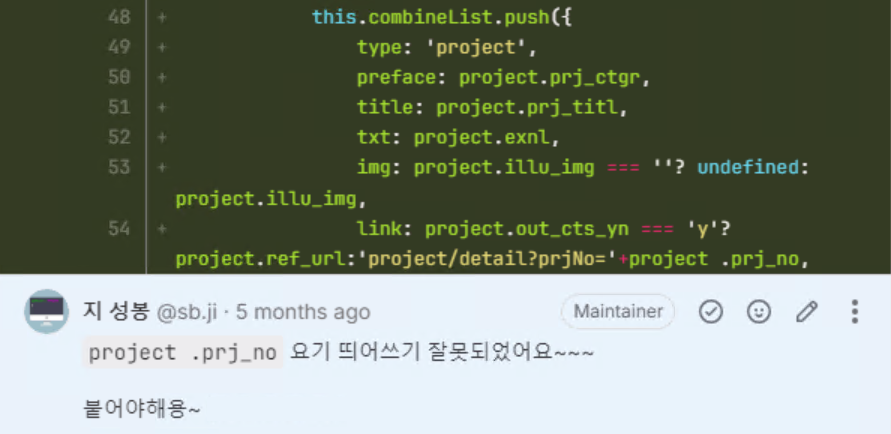 48 + this.combineList.push({
49 + type: 'project',
50 + preface: project.prj_ctgr,
51 + title: project.prj_titl,
52 + txt: project.exnl,
53 + img: project.illu_img === ''? undefined:
project.illu_img,
54 + link: project.out_cts_yn === 'y'?
project.ref_url:'project/detail?prjNo='+project .prj_no,
지 성봉 @sb.ji · 5 months ago Maintainer
project .prj_no 요기 띄어쓰기 잘못되었어요~~~
붙어야해용~